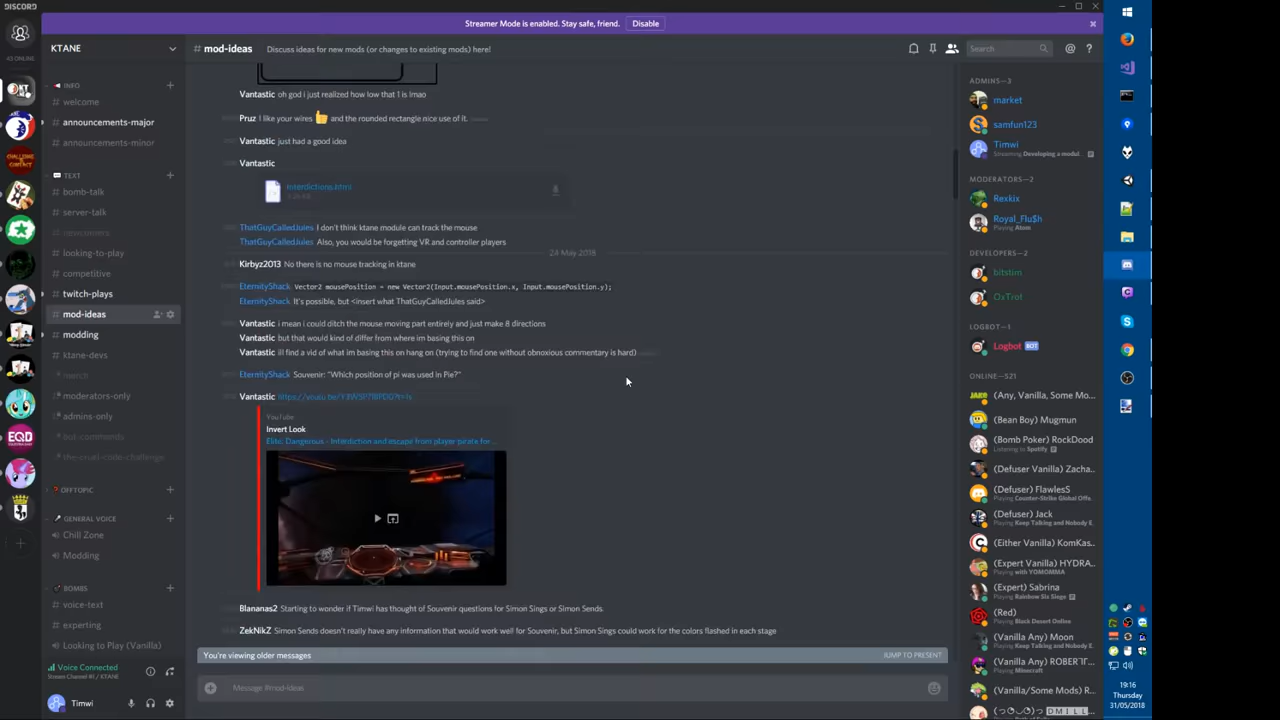 DISCORD
Streamer Mode is enabled. Stay safe, friend.
Disable
43 ONLINE
KTANE
# mod-ideas
Discuss ideas for new mods (or changes to existing mods) here!
Search
INFO
# welcome
# announcements-major
# announcements-minor
TEXT
# bomb-talk
# server-talk
# newcomers
# looking-to-play
# competitive
# twitch-plays
# mod-ideas
# modding
# ktane-devs
# merch
# moderators-only
# admins-only
OFFTOPIC
GENERAL VOICE
Chill Zone
Modding
BOMBS
# voice-text
# experting
Looking to Play (Vanilla)
Voice Connected
Stream Channel #1 / KTANE
Timwi
Vantastic oh god i just realized how low that 1 is lmao
Pruz I like your wires 👍 and the rounded rectangle nice use of it.
Vantastic just had a good idea
Vantastic
Interdictions.html
ThatGuyCalledJules I don't think ktane module can track the mouse
ThatGuyCalledJules Also, you would be forgetting VR and controller players
24 May 2018
Kirbyz2013 No there is no mouse tracking in ktane
EternityShack Vector2 mousePosition = new Vector2(Input.mousePosition.x, Input.mousePosition.y);
EternityShack It's possible, but <insert what ThatGuyCalledJules said>
Vantastic i mean i could ditch the mouse moving part entirely and just make 8 directions
Vantastic but that would kind of differ from where im basing this on
Vantastic ill find a vid of what im basing this on hang on (trying to find one without obnoxious commentary is hard)
EternityShack Souvenir: "Which position of pi was used in Pie?"
Vantastic
YouTube
Invert Look
Elite: Dangerous - Interdiction and escape from player pirate for...
Blananas2 Starting to wonder if Timwi has thought of Souvenir questions for Simon Sings or Simon Sends.
ZekNikZ Simon Sends doesn't really have any information that would work well for Souvenir, but Simon Sings could work for the colors flashed in each stage
You're viewing older messages
JUMP TO PRESENT
Message #mod-ideas
ADMINS—3
market
samfun123
Timwi
Streaming Developing a modul.
MODERATORS—2
Rexkix
Royal_Flu$h
Playing Atom
DEVELOPERS—2
bitstim
OxTrof
LOGBOT—1
Logbot BOT
ONLINE—521
(Any, Vanilla, Some Mo...
(Bean Boy) Mugmun
(Bomb Poker) RockDood
Listening to Spotify
(Defuser Vanilla) Zacha...
(Defuser) FlawlesS
Playing Counter-Strike Global Offe.
(Defuser) Jack
Playing Keep Talking and Nobody E.
(Either Vanilla) KomKas...
(Expert Vanilla) HYDRA...
Playing with YOMOMMA
(Expert) Sabrina
Playing Rainbow Six Siege
(Red)
Playing Black Desert Online
(Vanilla Any) Moon
Playing Keep Talking and Nobody E.
(Vanilla Any)
Playing Minecraft
(Vanilla/Some Mods) R...
19:16
Thursday
31/05/2018